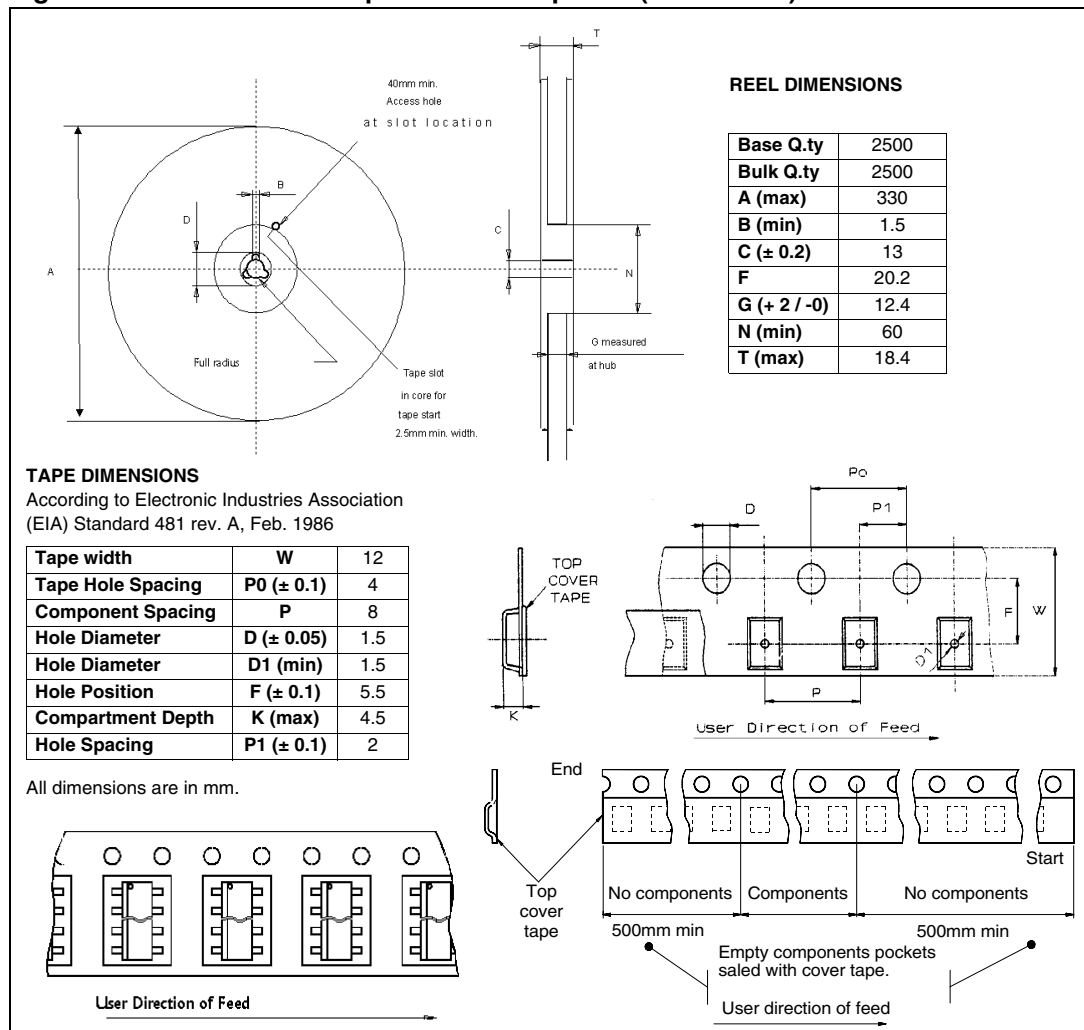 T
40mm min.
Access hole
at slot location
B
D
A
C
N
Full radius
Tape slot
in core for
tape start
2.5mm min. width.
G measured
at hub
REEL DIMENSIONS
Base Q.ty 2500
Bulk Q.ty 2500
A (max) 330
B (min) 1.5
C (± 0.2) 13
F 20.2
G (+ 2 / -0) 12.4
N (min) 60
T (max) 18.4
TAPE DIMENSIONS
According to Electronic Industries Association
(EIA) Standard 481 rev. A, Feb. 1986
Tape width W 12
Tape Hole Spacing P0 (± 0.1) 4
Component Spacing P 8
Hole Diameter D (± 0.05) 1.5
Hole Diameter D1 (min) 1.5
Hole Position F (± 0.1) 5.5
Compartment Depth K (max) 4.5
Hole Spacing P1 (± 0.1) 2
All dimensions are in mm.
Po
D
P1
TOP
COVER
TAPE
F
W
D1
K
P
User Direction of Feed
End
Start
Top
cover
tape
No components Components No components
500mm min 500mm min
Empty components pockets
saled with cover tape.
User direction of feed
User Direction of Feed